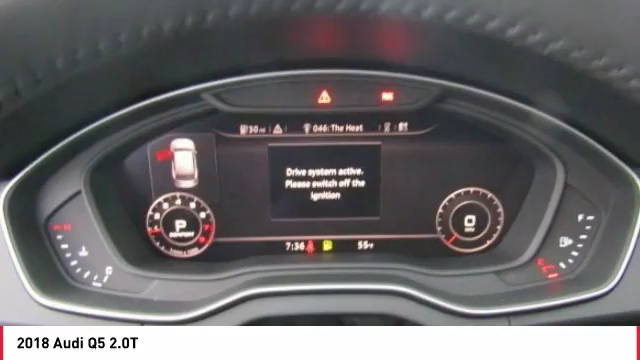 30 mi 046: The Heat
Drive system active.
Please switch off the
ignition
P
0
7:36 55°F
H
C
F
2018 Audi Q5 2.0T